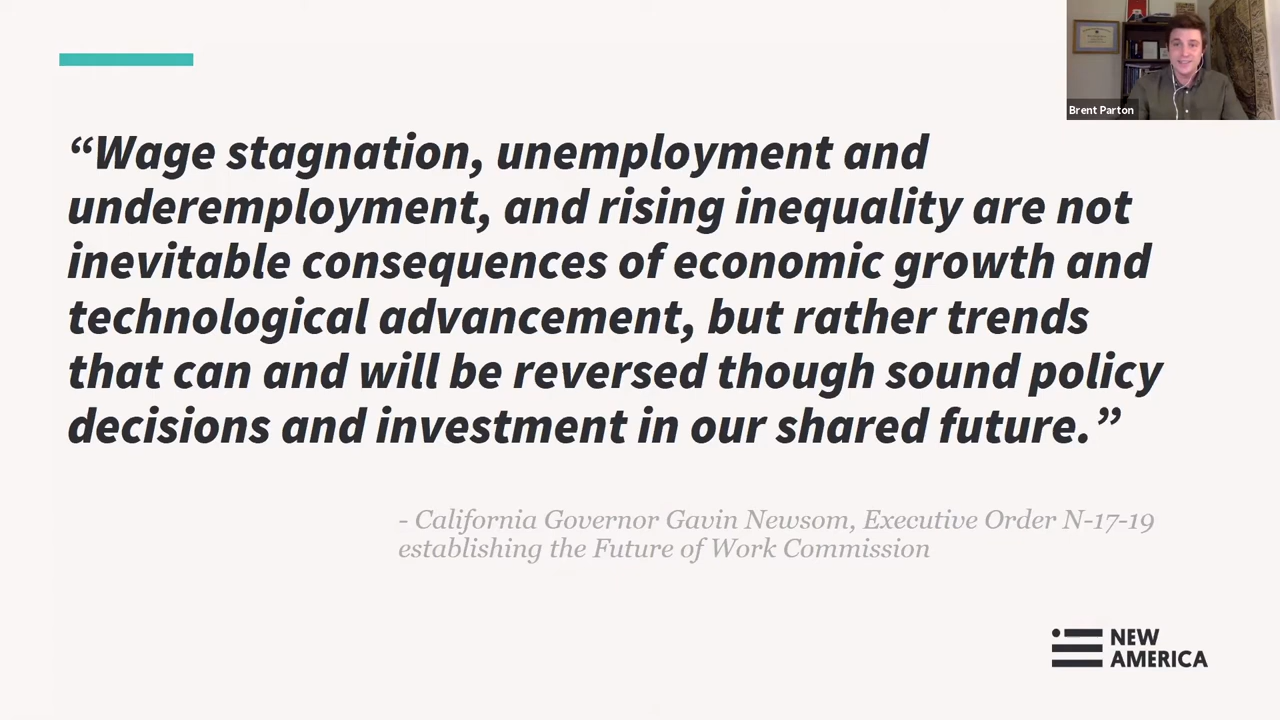 Brent Parton
“Wage stagnation, unemployment and
underemployment, and rising inequality are not
inevitable consequences of economic growth and
technological advancement, but rather trends
that can and will be reversed though sound policy
decisions and investment in our shared future.”
- California Governor Gavin Newsom, Executive Order N-17-19
establishing the Future of Work Commission
NEW
AMERICA